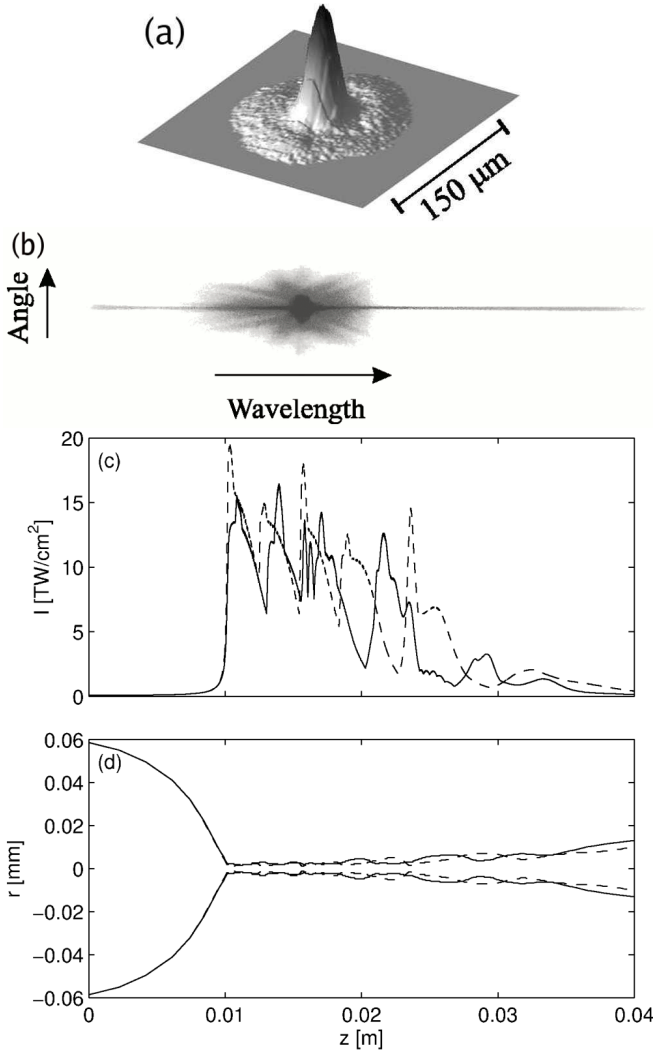 (a)
150 μm
(b)
Angle
Wavelength
20
(c)
15
10
5
0
I [TW/cm²]
0.06
(d)
0.04
0.02
0
−0.02
−0.04
−0.06
r [mm]
0 0.01 0.02 0.03 0.04
z [m]